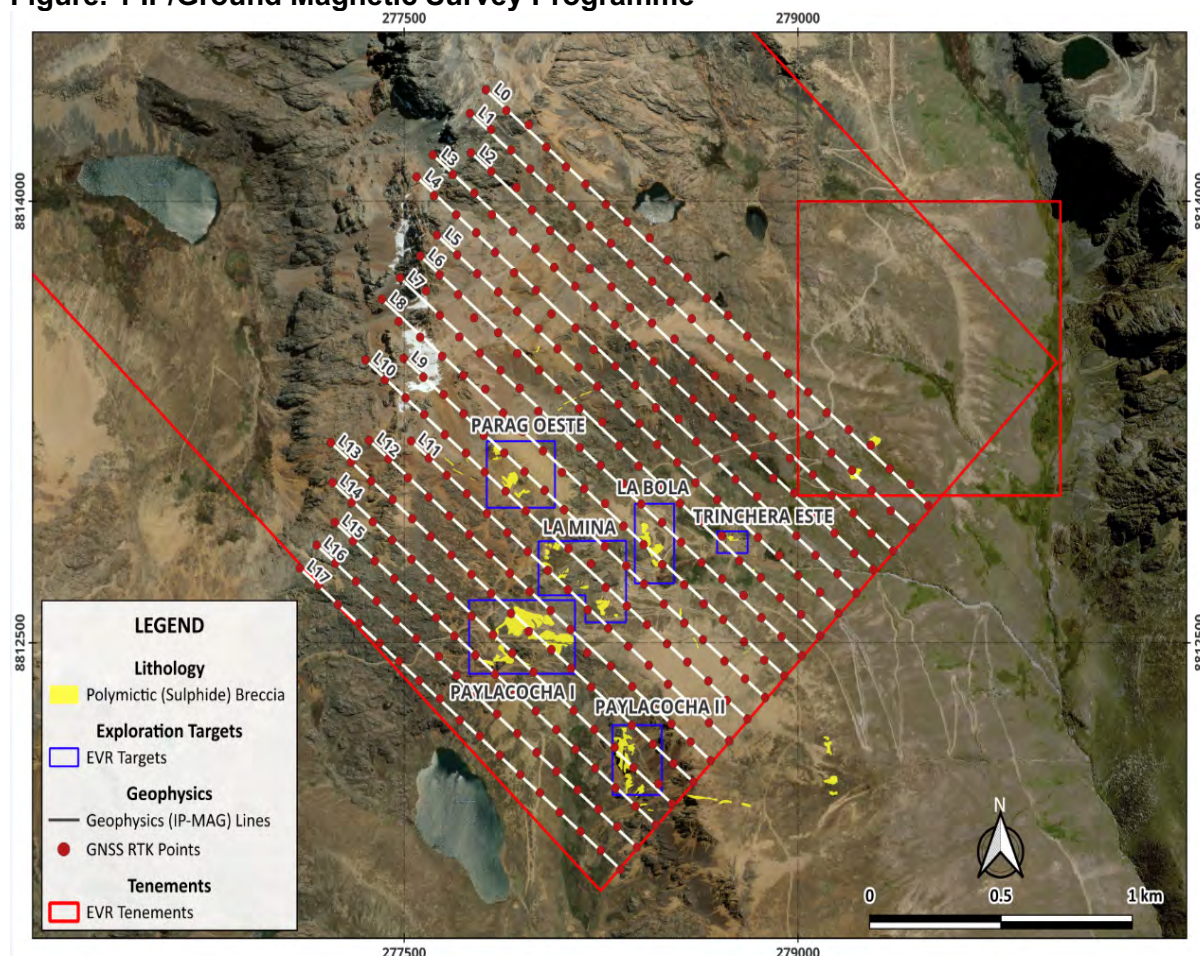 Figure: 1 IP/Ground Magnetic Survey Programme
277500
279000
L0
L1
L2
L3
L4
8814000
8814000
L5
L6
L7
L8
L9
L10
PARAG OESTE
L11
L12
L13
LA BOLA
L14
LA MINA
TRINCHERA ESTE
L15
L16
L17
8812500
8812500
PAYLACOCHA I
PAYLACOCHA II
LEGEND
Lithology
Polymictic (Sulphide) Breccia
Exploration Targets
EVR Targets
Geophysics
Geophysics (IP-MAG) Lines
GNSS RTK Points
Tenements
EVR Tenements
N
0
0.5
1 km
277500
279000